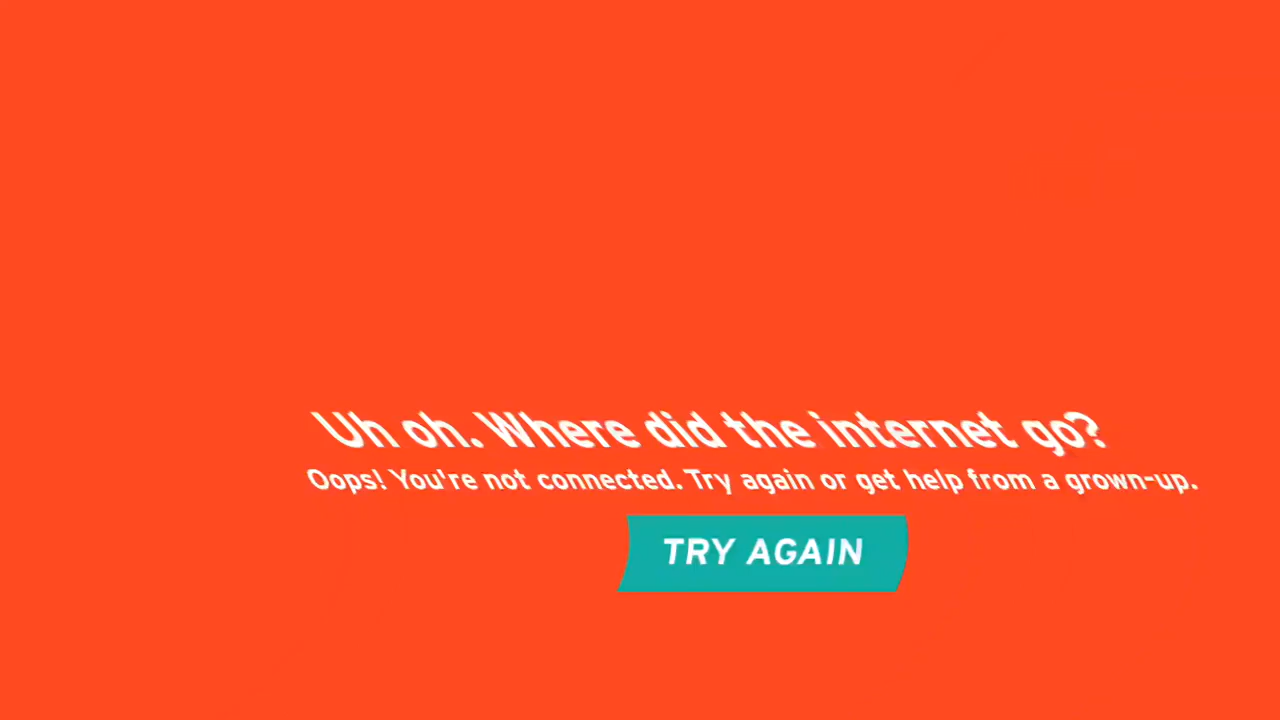 Uh oh. Where did the internet go?
Oops! You're not connected. Try again or get help from a grown-up.
TRY AGAIN